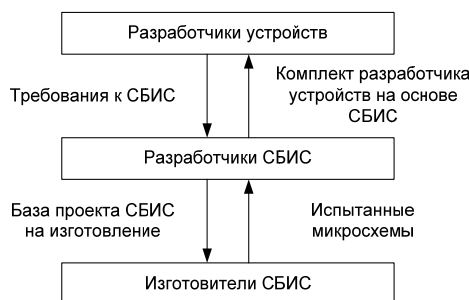 Разработчики устройств
Требования к СБИС
Комплект разработчика
устройств на основе
СБИС
Разработчики СБИС
База проекта СБИС
на изготовление
Испытанные
микросхемы
Изготовители СБИС